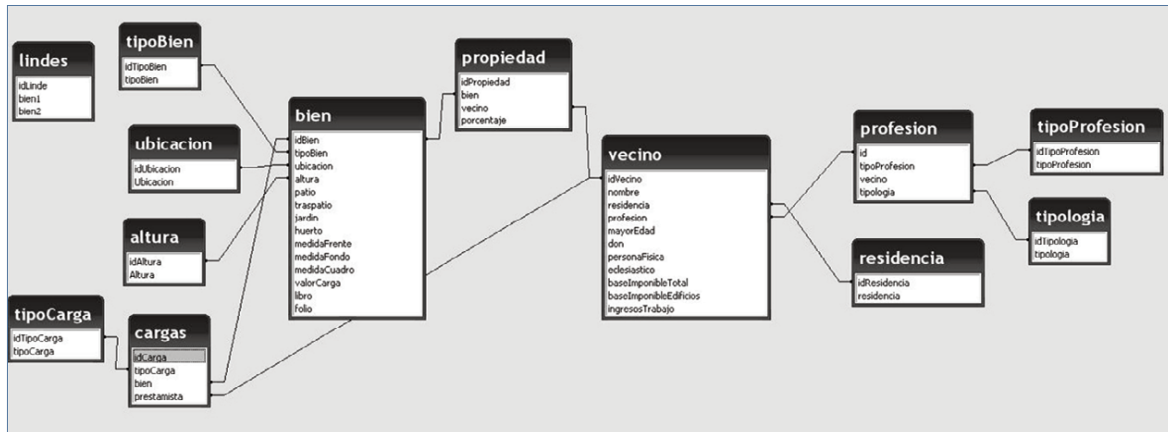 lindes
idLinde
bien1
bien2
tipoBien
idTipoBien
tipoBien
ubicacion
idUbicacion
Ubicacion
altura
idAltura
Altura
tipoCarga
idTipoCarga
tipoCarga
cargas
idCarga
tipoCarga
bien
prestamista
bien
idBien
tipoBien
ubicacion
altura
patio
traspatio
jardin
huerto
medidaFrente
medidaFondo
medidaCuadro
valorCarga
libro
folio
propiedad
idPropiedad
bien
vecino
porcentaje
vecino
idVecino
nombre
residencia
profesion
mayorEdad
don
personaFisica
eclesiastico
baseImponibleTotal
baseImponibleEdificios
ingresosTrabajo
profesion
id
tipoProfesion
vecino
tipologia
tipoProfesion
idTipoProfesion
tipoProfesion
tipologia
idTipologia
tipologia
residencia
idResidencia
residencia